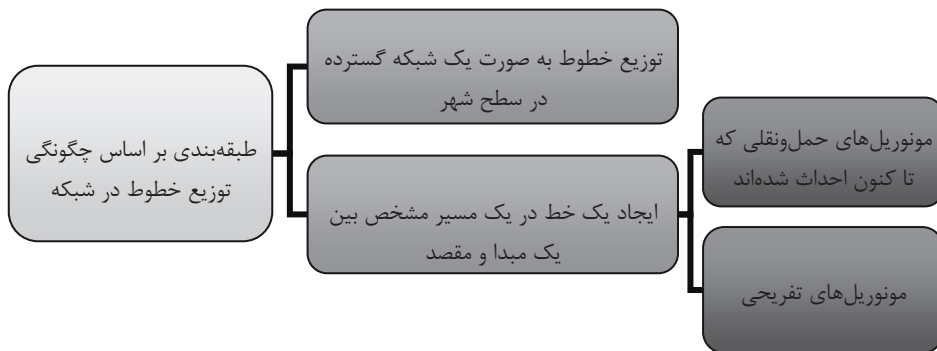 طبقه‌بندی بر اساس چگونگی
توزیع خطوط در شبکه
توزیع خطوط به صورت یک شبکه گسترده
در سطح شهر
ایجاد یک خط در یک مسیر مشخص بین
یک مبدا و مقصد
مونوریل‌های حمل‌ونقلی که
تا کنون احداث شده‌اند
مونوریل‌های تفریحی